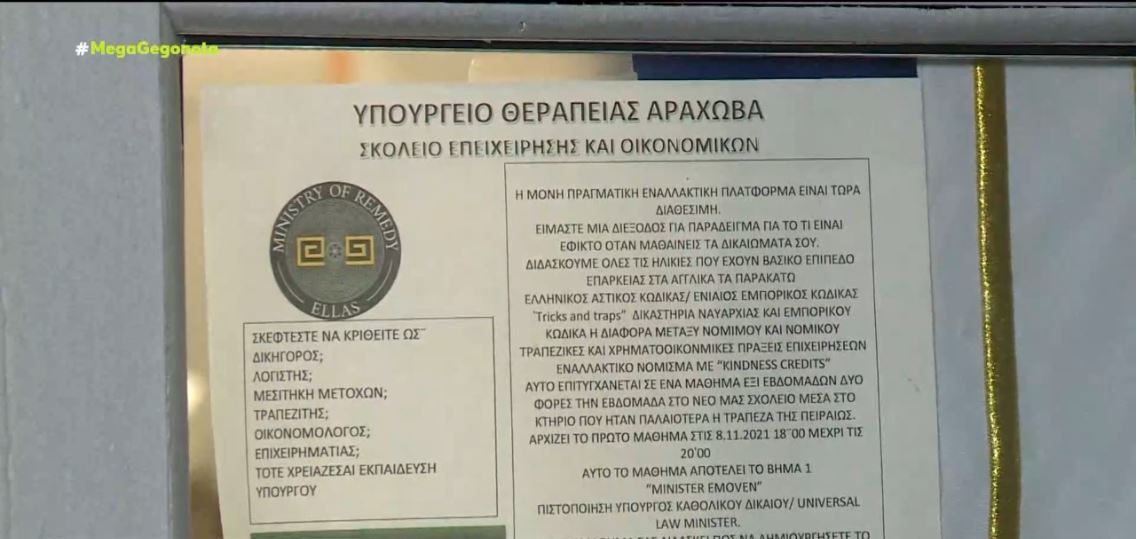 #MegaGegonota
ΥΠΟΥΡΓΕΙΟ ΘΕΡΑΠΕΙΑΣ ΑΡΑΧΩΒΑ
ΣΚΟΛΕΙΟ ΕΠΕΙΧΕΙΡΗΣΗΣ ΚΑΙ ΟΙΚΟΝΟΜΙΚΩΝ
MINISTRY OF REMEDY
ELLAS
ΣΚΕΦΤΕΣΤΕ ΝΑ ΚΡΙΘΕΙΤΕ ΩΣ¨
ΔΙΚΗΓΟΡΟΣ;
ΛΟΓΙΣΤΗΣ;
ΜΕΣΙΤΙΚΗ ΜΕΤΟΧΩΝ;
ΤΡΑΠΕΖΙΤΗΣ;
ΟΙΚΟΝΟΜΟΛΟΓΟΣ;
ΕΠΙΧΕΙΡΗΜΑΤΙΑΣ;
ΤΟΤΕ ΧΡΕΙΑΖΕΣΑΙ ΕΚΠΑΙΔΕΥΣΗ
ΥΠΟΥΡΓΟΥ
Η ΜΟΝΗ ΠΡΑΓΜΑΤΙΚΗ ΕΝΑΛΛΑΚΤΙΚΗ ΠΛΑΤΦΟΡΜΑ ΕΙΝΑΙ ΤΩΡΑ
ΔΙΑΘΕΣΙΜΗ.
ΕΙΜΑΣΤΕ ΜΙΑ ΔΙΕΞΟΔΟΣ ΓΙΑ ΠΑΡΑΔΕΙΓΜΑ ΓΙΑ ΤΟ ΤΙ ΕΙΝΑΙ
ΕΦΙΚΤΟ ΟΤΑΝ ΜΑΘΑΙΝΕΙΣ ΤΑ ΔΙΚΑΙΩΜΑΤΑ ΣΟΥ.
ΔΙΔΑΣΚΟΥΜΕ ΟΛΕΣ ΤΙΣ ΗΛΙΚΙΕΣ ΠΟΥ ΕΧΟΥΝ ΒΑΣΙΚΟ ΕΠΙΠΕΔΟ
ΕΠΑΡΚΕΙΑΣ ΣΤΑ ΑΓΓΛΙΚΑ ΤΑ ΠΑΡΑΚΑΤΩ
ΕΛΛΗΝΙΚΟΣ ΑΣΤΙΚΟΣ ΚΩΔΙΚΑΣ/ ΕΝΙΑΙΟΣ ΕΜΠΟΡΙΚΟΣ ΚΩΔΙΚΑΣ
"Tricks and traps" ΔΙΚΑΣΤΗΡΙΑ ΝΑΥΑΡΧΙΑΣ ΚΑΙ ΕΜΠΟΡΙΚΟΥ
ΚΩΔΙΚΑ Η ΔΙΑΦΟΡΑ ΜΕΤΑΞΥ ΝΟΜΙΜΟΥ ΚΑΙ ΝΟΜΙΚΟΥ
ΤΡΑΠΕΖΙΚΕΣ ΚΑΙ ΧΡΗΜΑΤΟΟΙΚΟΝΜΙΚΕΣ ΠΡΑΞΕΙΣ ΕΠΙΧΕΙΡΗΣΕΩΝ
ΕΝΑΛΛΑΚΤΙΚΟ ΝΟΜΙΣΜΑ ΜΕ "KINDNESS CREDITS"
ΑΥΤΟ ΕΠΙΤΥΓΧΑΝΕΤΑΙ ΣΕ ΕΝΑ ΜΑΘΗΜΑ ΕΞΙ ΕΒΔΟΜΑΔΩΝ ΔΥΟ
ΦΟΡΕΣ ΤΗΝ ΕΒΔΟΜΑΔΑ ΣΤΟ ΝΕΟ ΜΑΣ ΣΧΟΛΕΙΟ ΜΕΣΑ ΣΤΟ
ΚΤΗΡΙΟ ΠΟΥ ΗΤΑΝ ΠΑΛΑΙΟΤΕΡΑ Η ΤΡΑΠΕΖΑ ΤΗΣ ΠΕΙΡΑΙΩΣ.
ΑΡΧΙΖΕΙ ΤΟ ΠΡΩΤΟ ΜΑΘΗΜΑ ΣΤΙΣ 8.11.2021 18¨00 ΜΕΧΡΙ ΤΙΣ
20'00
ΑΥΤΟ ΤΟ ΜΑΘΗΜΑ ΑΠΟΤΕΛΕΙ ΤΟ ΒΗΜΑ 1
"MINISTER EMOVEN"
ΠΙΣΤΟΠΟΙΗΣΗ ΥΠΟΥΡΓΟΣ ΚΑΘΟΛΙΚΟΥ ΔΙΚΑΙΟΥ/ UNIVERSAL
LAW MINISTER.